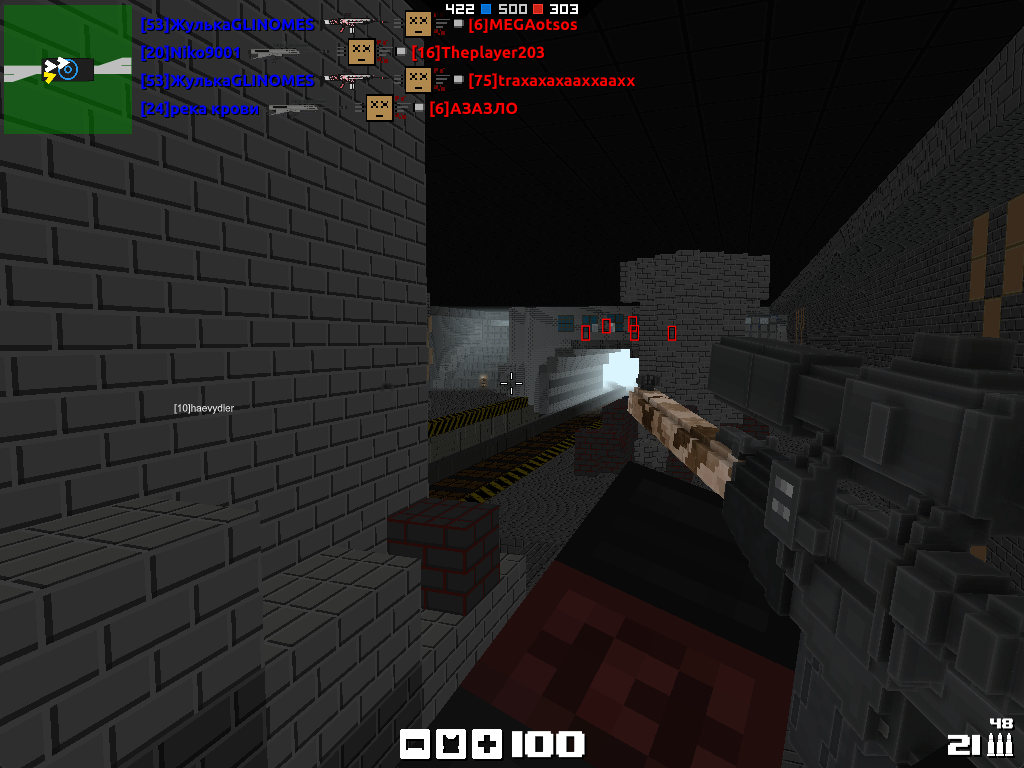 422 500 303
[53]ЖулькаGLINOMES [6]MEGAotsos
[20]Niko9001 [16]Theplayer203
[53]ЖулькаGLINOMES [75]traxaxaxaaxxaaxx
[24]река крови [6]АЗАЗЛО
[10]haevydier
100
48
21